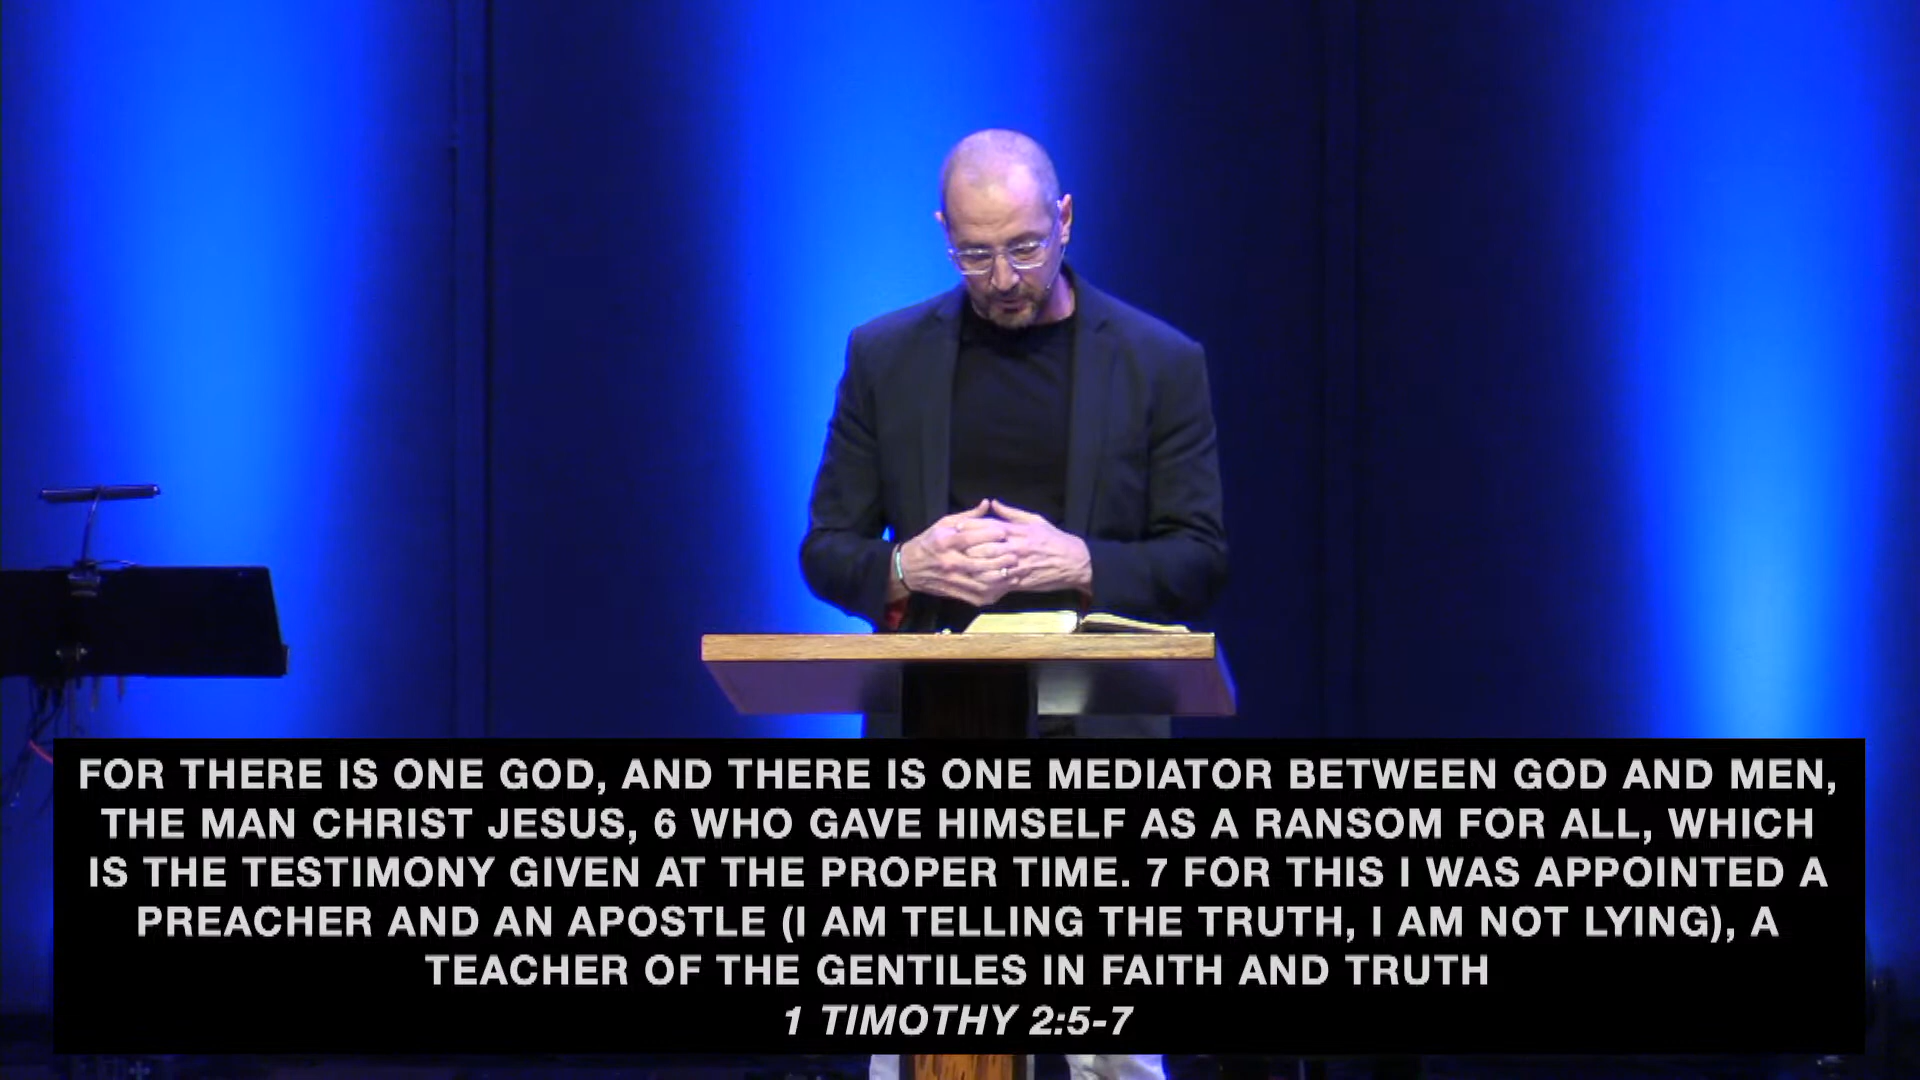 FOR THERE IS ONE GOD, AND THERE IS ONE MEDIATOR BETWEEN GOD AND MEN,
THE MAN CHRIST JESUS, 6 WHO GAVE HIMSELF AS A RANSOM FOR ALL, WHICH
IS THE TESTIMONY GIVEN AT THE PROPER TIME. 7 FOR THIS I WAS APPOINTED A
PREACHER AND AN APOSTLE (I AM TELLING THE TRUTH, I AM NOT LYING), A
TEACHER OF THE GENTILES IN FAITH AND TRUTH
1 TIMOTHY 2:5-7